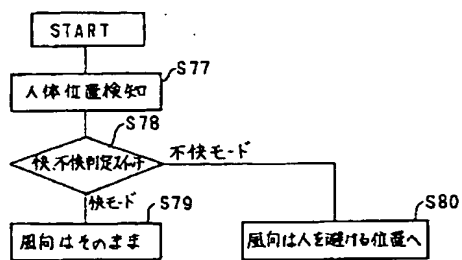 START
S77
人体位置検知
S78
快、不快判定スイッチ
不快モード
快モード
S79
S80
風向はそのまま
風向は人を避ける位置へ